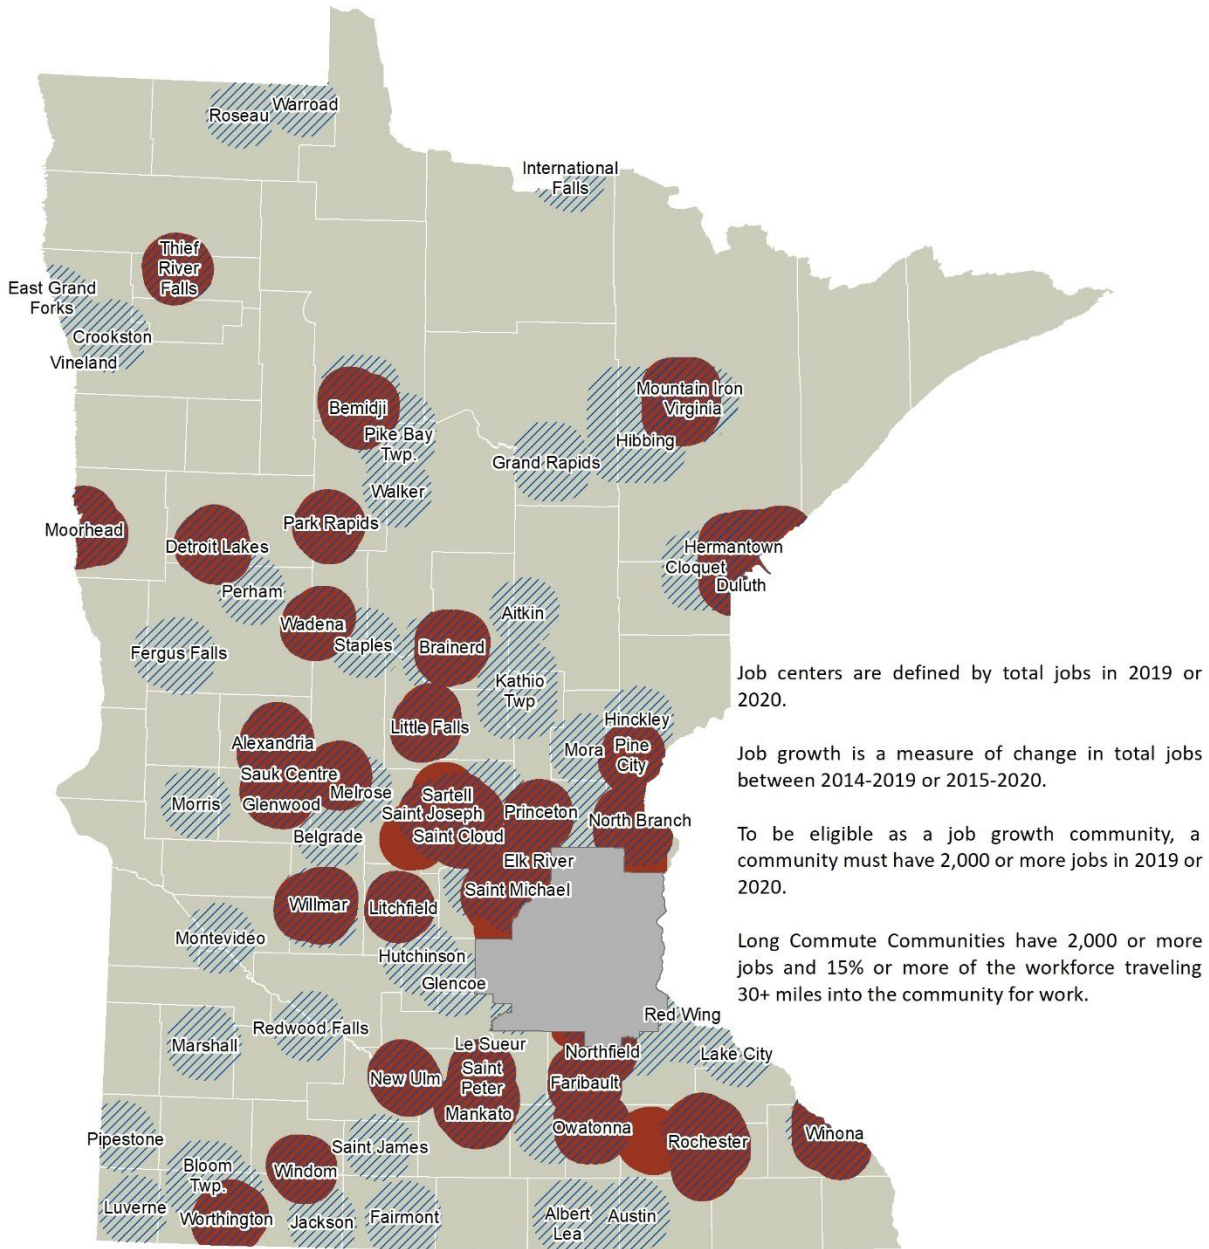 Warroad
Roseau
International
Falls
Thief
River
Falls
East Grand
Forks
Crookston
Vineland
Bemidji
Mountain Iron
Virginia
Pike Bay
Twp.
Hibbing
Grand Rapids
Walker
Park Rapids
Moorhead
Detroit Lakes
Hermantown
Cloquet
Duluth
Perham
Aitkin
Wadena
Staples
Brainerd
Fergus Falls
Kathio
Twp
Job centers are defined by total jobs in 2019 or
2020.
Hinckley
Little Falls
Alexandria
Mora
Pine
City
Job growth is a measure of change in total jobs
between 2014-2019 or 2015-2020.
Sauk Centre
Melrose
Glenwood
Morris
Sartell
Saint Joseph
Saint Cloud
Princeton
North Branch
Belgrade
To be eligible as a job growth community, a
community must have 2,000 or more jobs in 2019 or
2020.
Elk River
Saint Michael
Willmar
Litchfield
Montevideo
Long Commute Communities have 2,000 or more
jobs and 15% or more of the workforce traveling
30+ miles into the community for work.
Hutchinson
Glencoe
Red Wing
Redwood Falls
Marshall
Le Sueur
Northfield
Lake City
Saint
Peter
New Ulm
Faribault
Mankato
Owatonna
Rochester
Winona
Pipestone
Saint James
Bloom
Twp.
Windom
Luverne
Worthington
Jackson
Fairmont
Albert
Lea
Austin